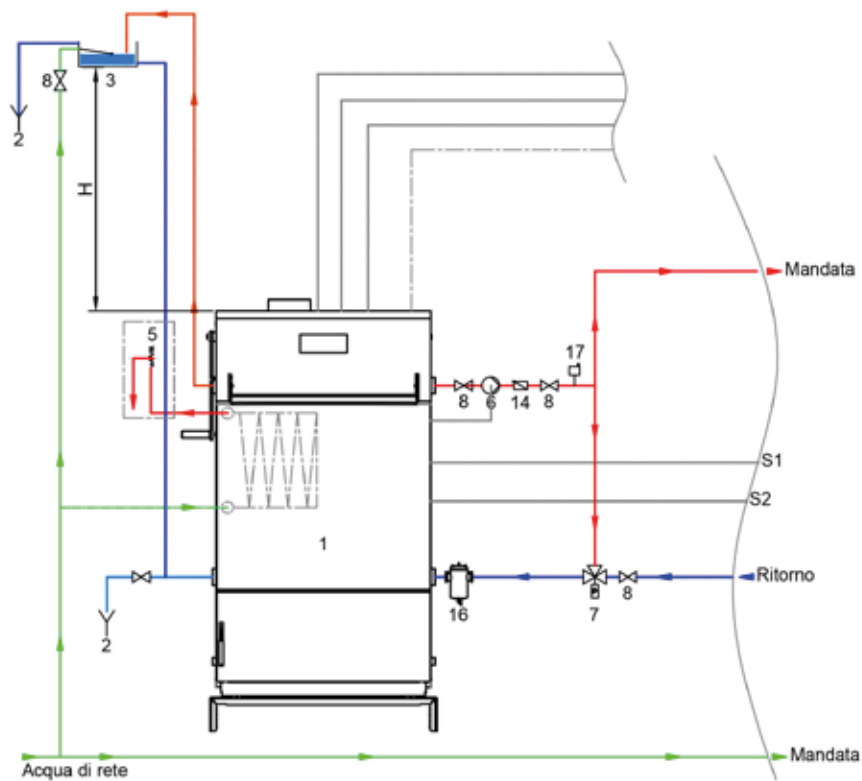 8
3
2
H
Mandata
5
17
8
6
14
8
S1
S2
1
Ritorno
2
16
7
8
Acqua di rete
Mandata